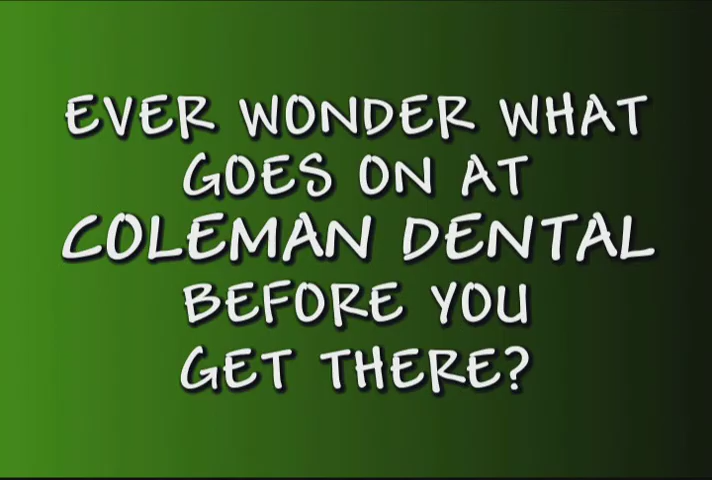 EVER WONDER WHAT
GOES ON AT
COLEMAN DENTAL
BEFORE YOU
GET THERE?